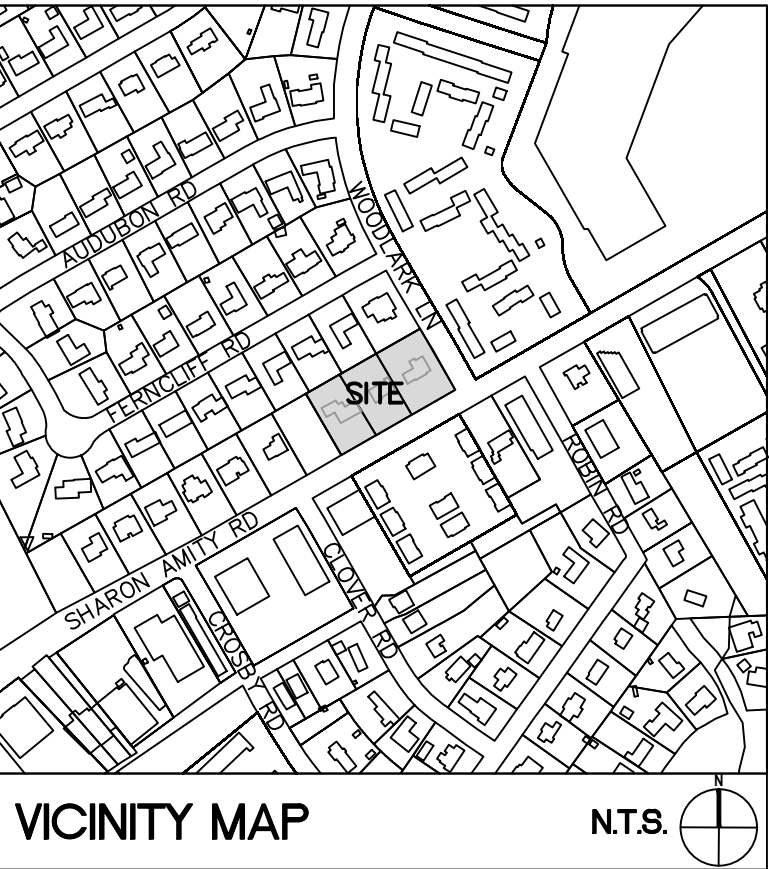 AUDUBON RD
WOODLARK LN
FERNCLIFF RD
SITE
ROBIN RD
SHARON AMITY RD
CLOVER RD
CROSBY RD
VICINITY MAP
N.T.S.
N